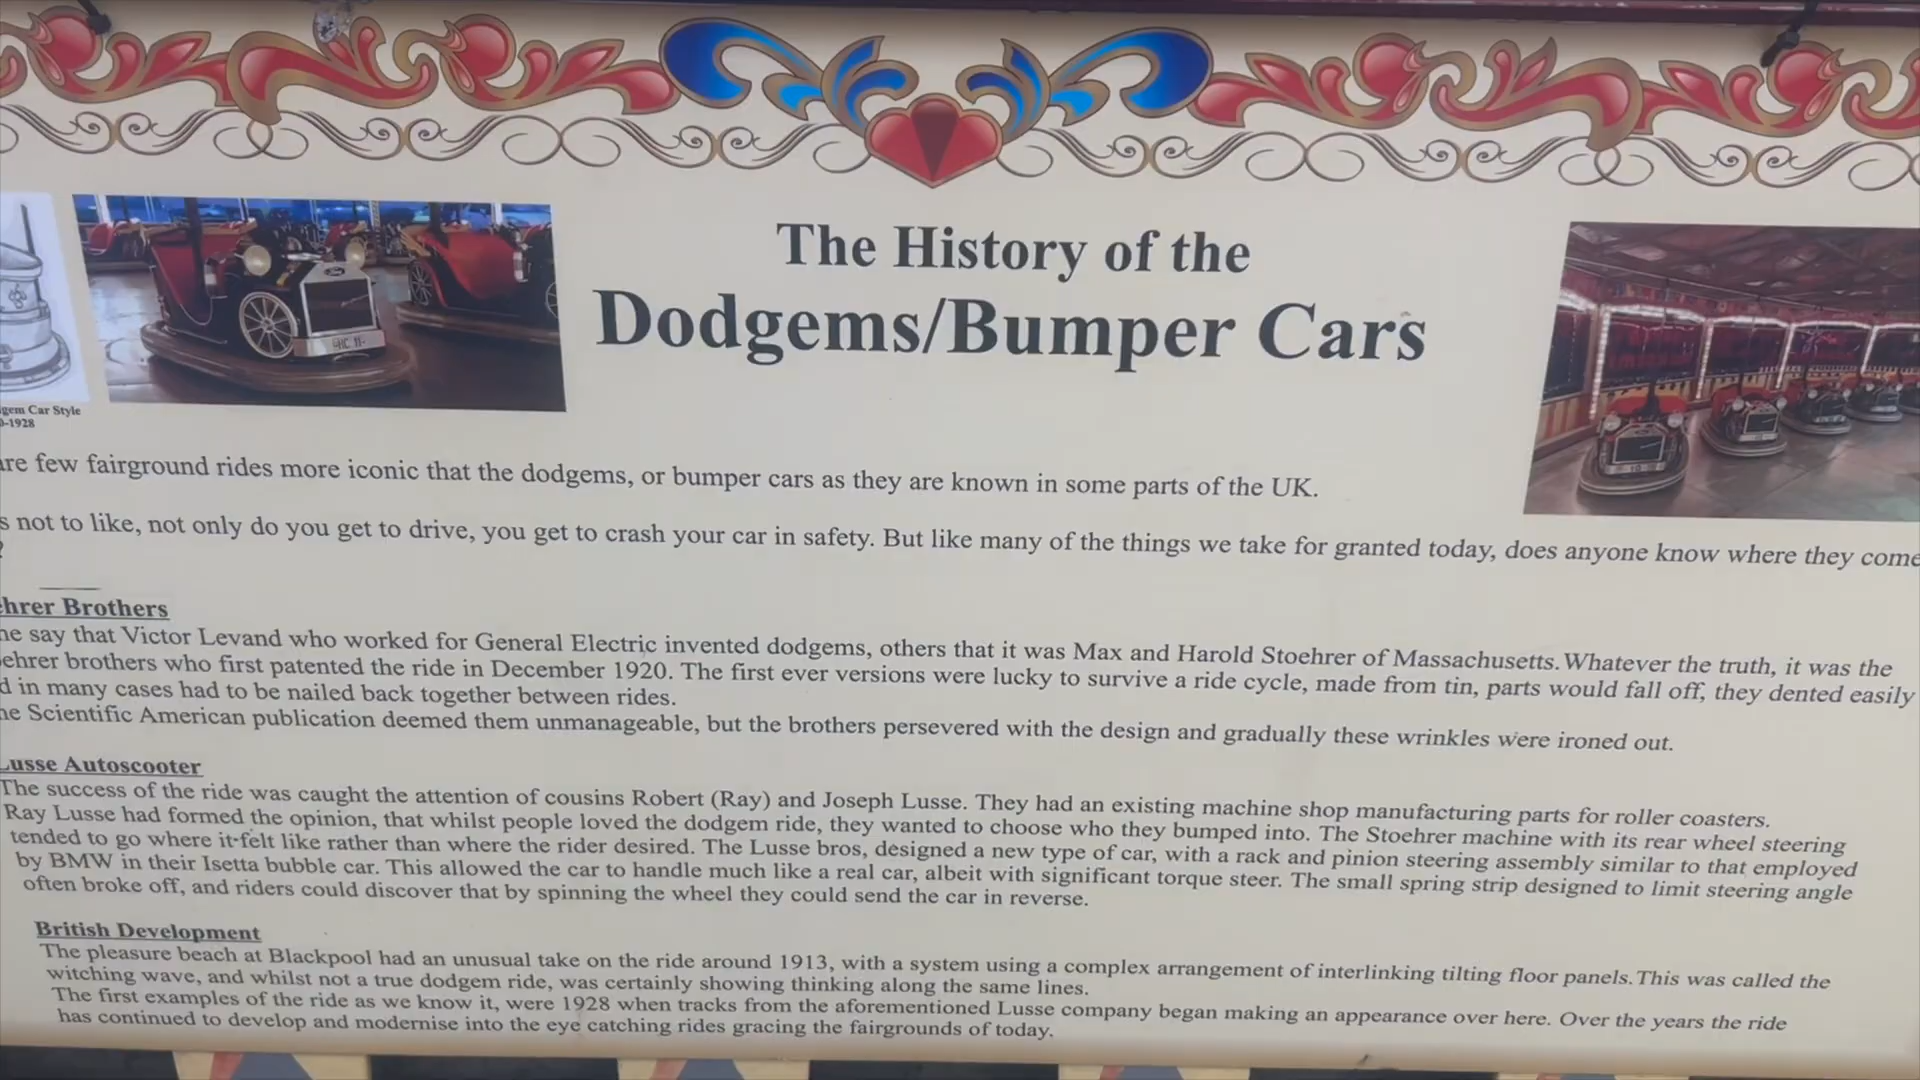 The History of the
Dodgems/Bumper Cars
gem Car Style
-1928
are few fairground rides more iconic that the dodgems, or bumper cars as they are known in some parts of the UK.
s not to like, not only do you get to drive, you get to crash your car in safety. But like many of the things we take for granted today, does anyone know where they come
?
ehrer Brothers
me say that Victor Levand who worked for General Electric invented dodgems, others that it was Max and Harold Stoehrer of Massachusetts. Whatever the truth, it was the
ehrer brothers who first patented the ride in December 1920. The first ever versions were lucky to survive a ride cycle, made from tin, parts would fall off, they dented easily
d in many cases had to be nailed back together between rides.
he Scientific American publication deemed them unmanageable, but the brothers persevered with the design and gradually these wrinkles were ironed out.
Lusse Autoscooter
The success of the ride was caught the attention of cousins Robert (Ray) and Joseph Lusse. They had an existing machine shop manufacturing parts for roller coasters.
Ray Lusse had formed the opinion, that whilst people loved the dodgem ride, they wanted to choose who they bumped into. The Stoehrer machine with its rear wheel steering
tended to go where it felt like rather than where the rider desired. The Lusse bros, designed a new type of car, with a rack and pinion steering assembly similar to that employed
by BMW in their Isetta bubble car. This allowed the car to handle much like a real car, albeit with significant torque steer. The small spring strip designed to limit steering angle
often broke off, and riders could discover that by spinning the wheel they could send the car in reverse.
British Development
The pleasure beach at Blackpool had an unusual take on the ride around 1913, with a system using a complex arrangement of interlinking tilting floor panels. This was called the
witching wave, and whilst not a true dodgem ride, was certainly showing thinking along the same lines.
The first examples of the ride as we know it, were 1928 when tracks from the aforementioned Lusse company began making an appearance over here. Over the years the ride
has continued to develop and modernise into the eye catching rides gracing the fairgrounds of today.